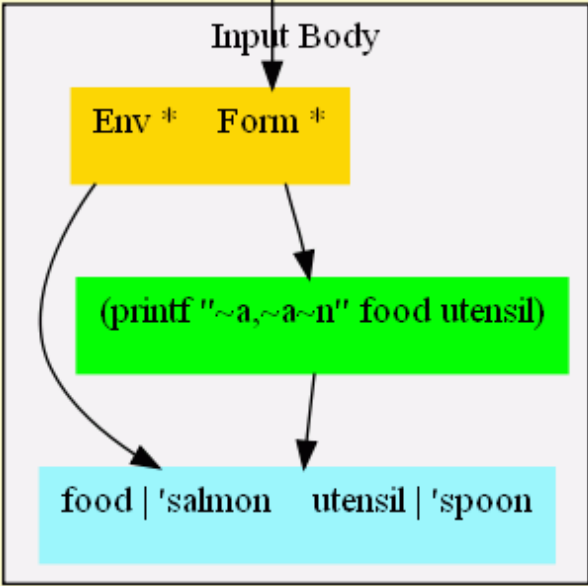 Input Body
Env * Form *
(printf "~a,~a~n" food utensil)
food | 'salmon utensil | 'spoon